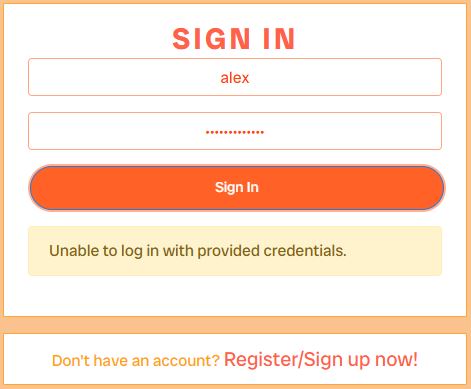 SIGN IN
alex
•••••••••••••
Sign In
Unable to log in with provided credentials.
Don't have an account? Register/Sign up now!